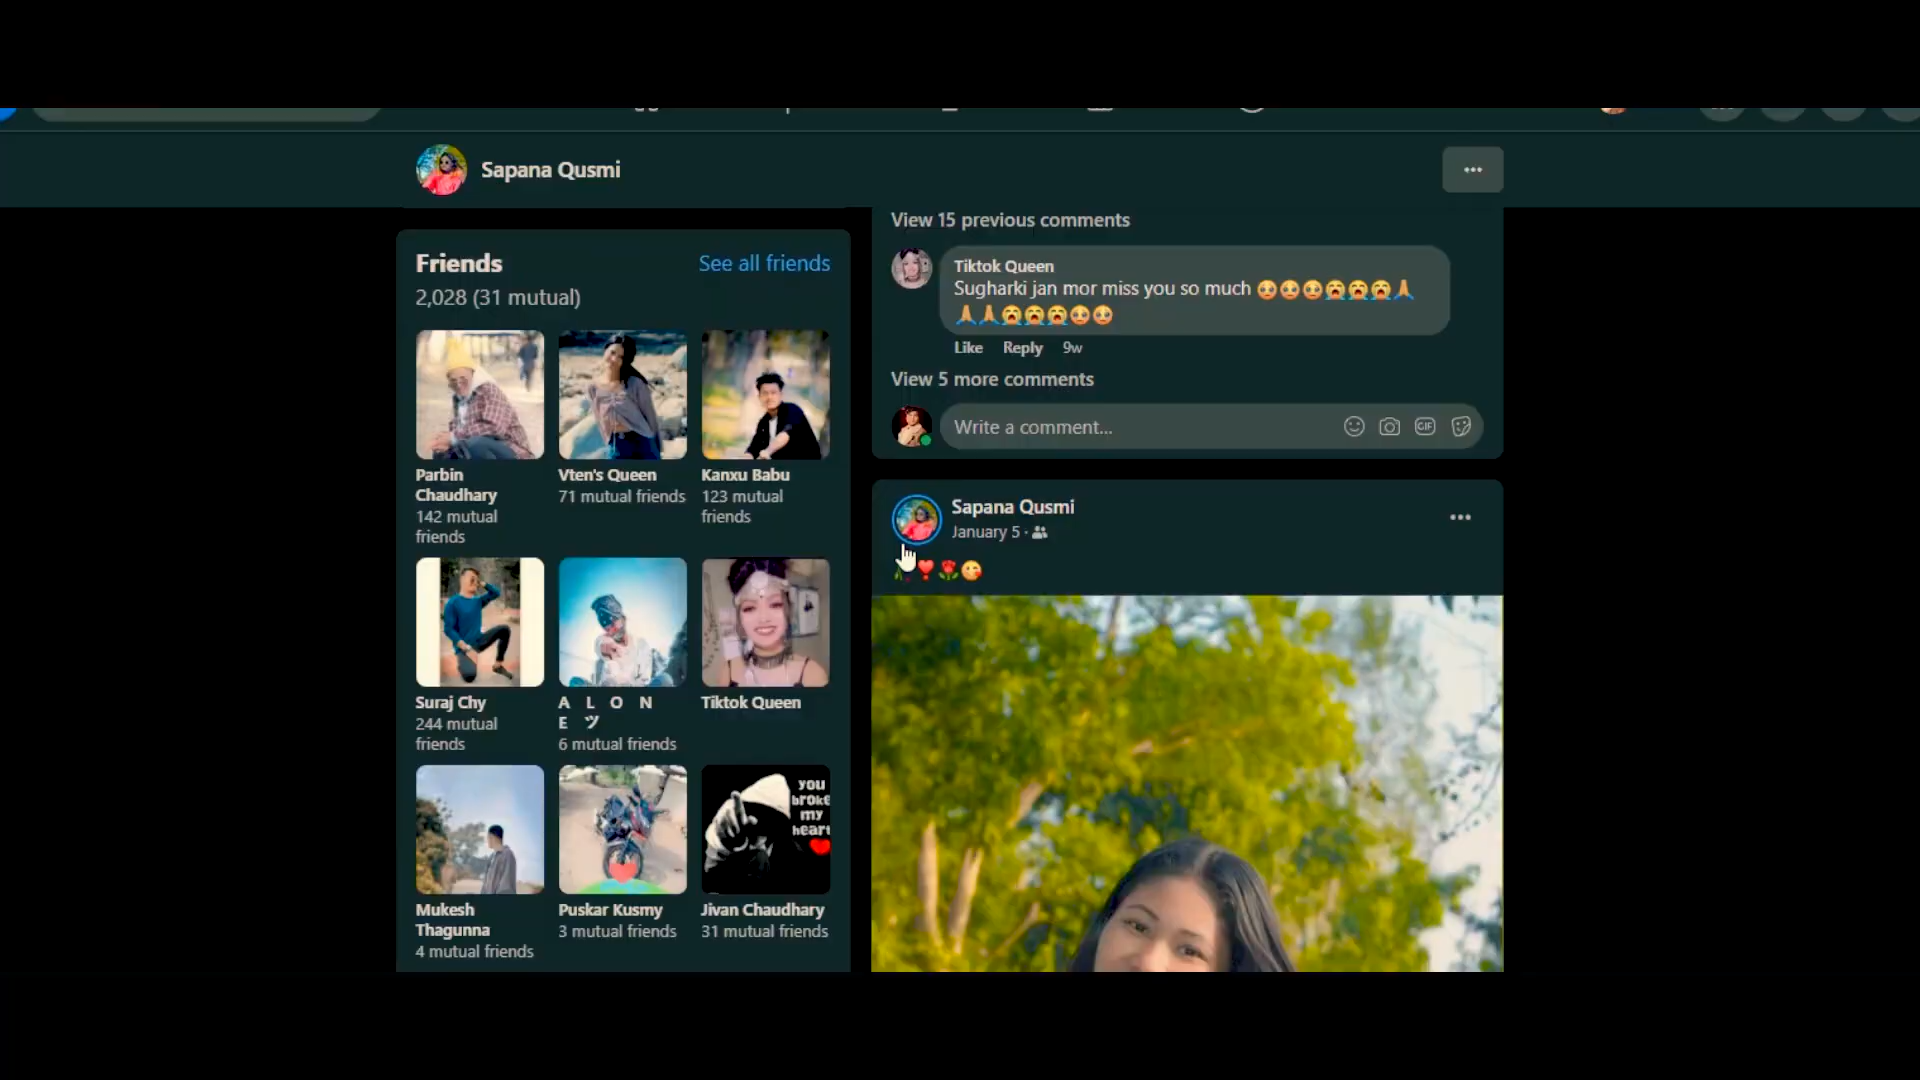 Sapana Qusmi
Friends
See all friends
2,028 (31 mutual)
Parbin
Chaudhary
142 mutual
friends
Vten's Queen
71 mutual friends
Kanxu Babu
123 mutual
friends
Suraj Chy
244 mutual
friends
A L O N
E ツ
6 mutual friends
Tiktok Queen
Mukesh
Thagunna
4 mutual friends
Puskar Kusmy
3 mutual friends
you
broke
my
heart
Jivan Chaudhary
31 mutual friends
View 15 previous comments
Tiktok Queen
Sugharki jan mor miss you so much 🥹🥹🥹😭😭😭🙏
🙏🙏😭😭😭🥹🥹
Like Reply 9w
View 5 more comments
Write a comment...
GIF
Sapana Qusmi
January 5 ·
❣️🌹😋